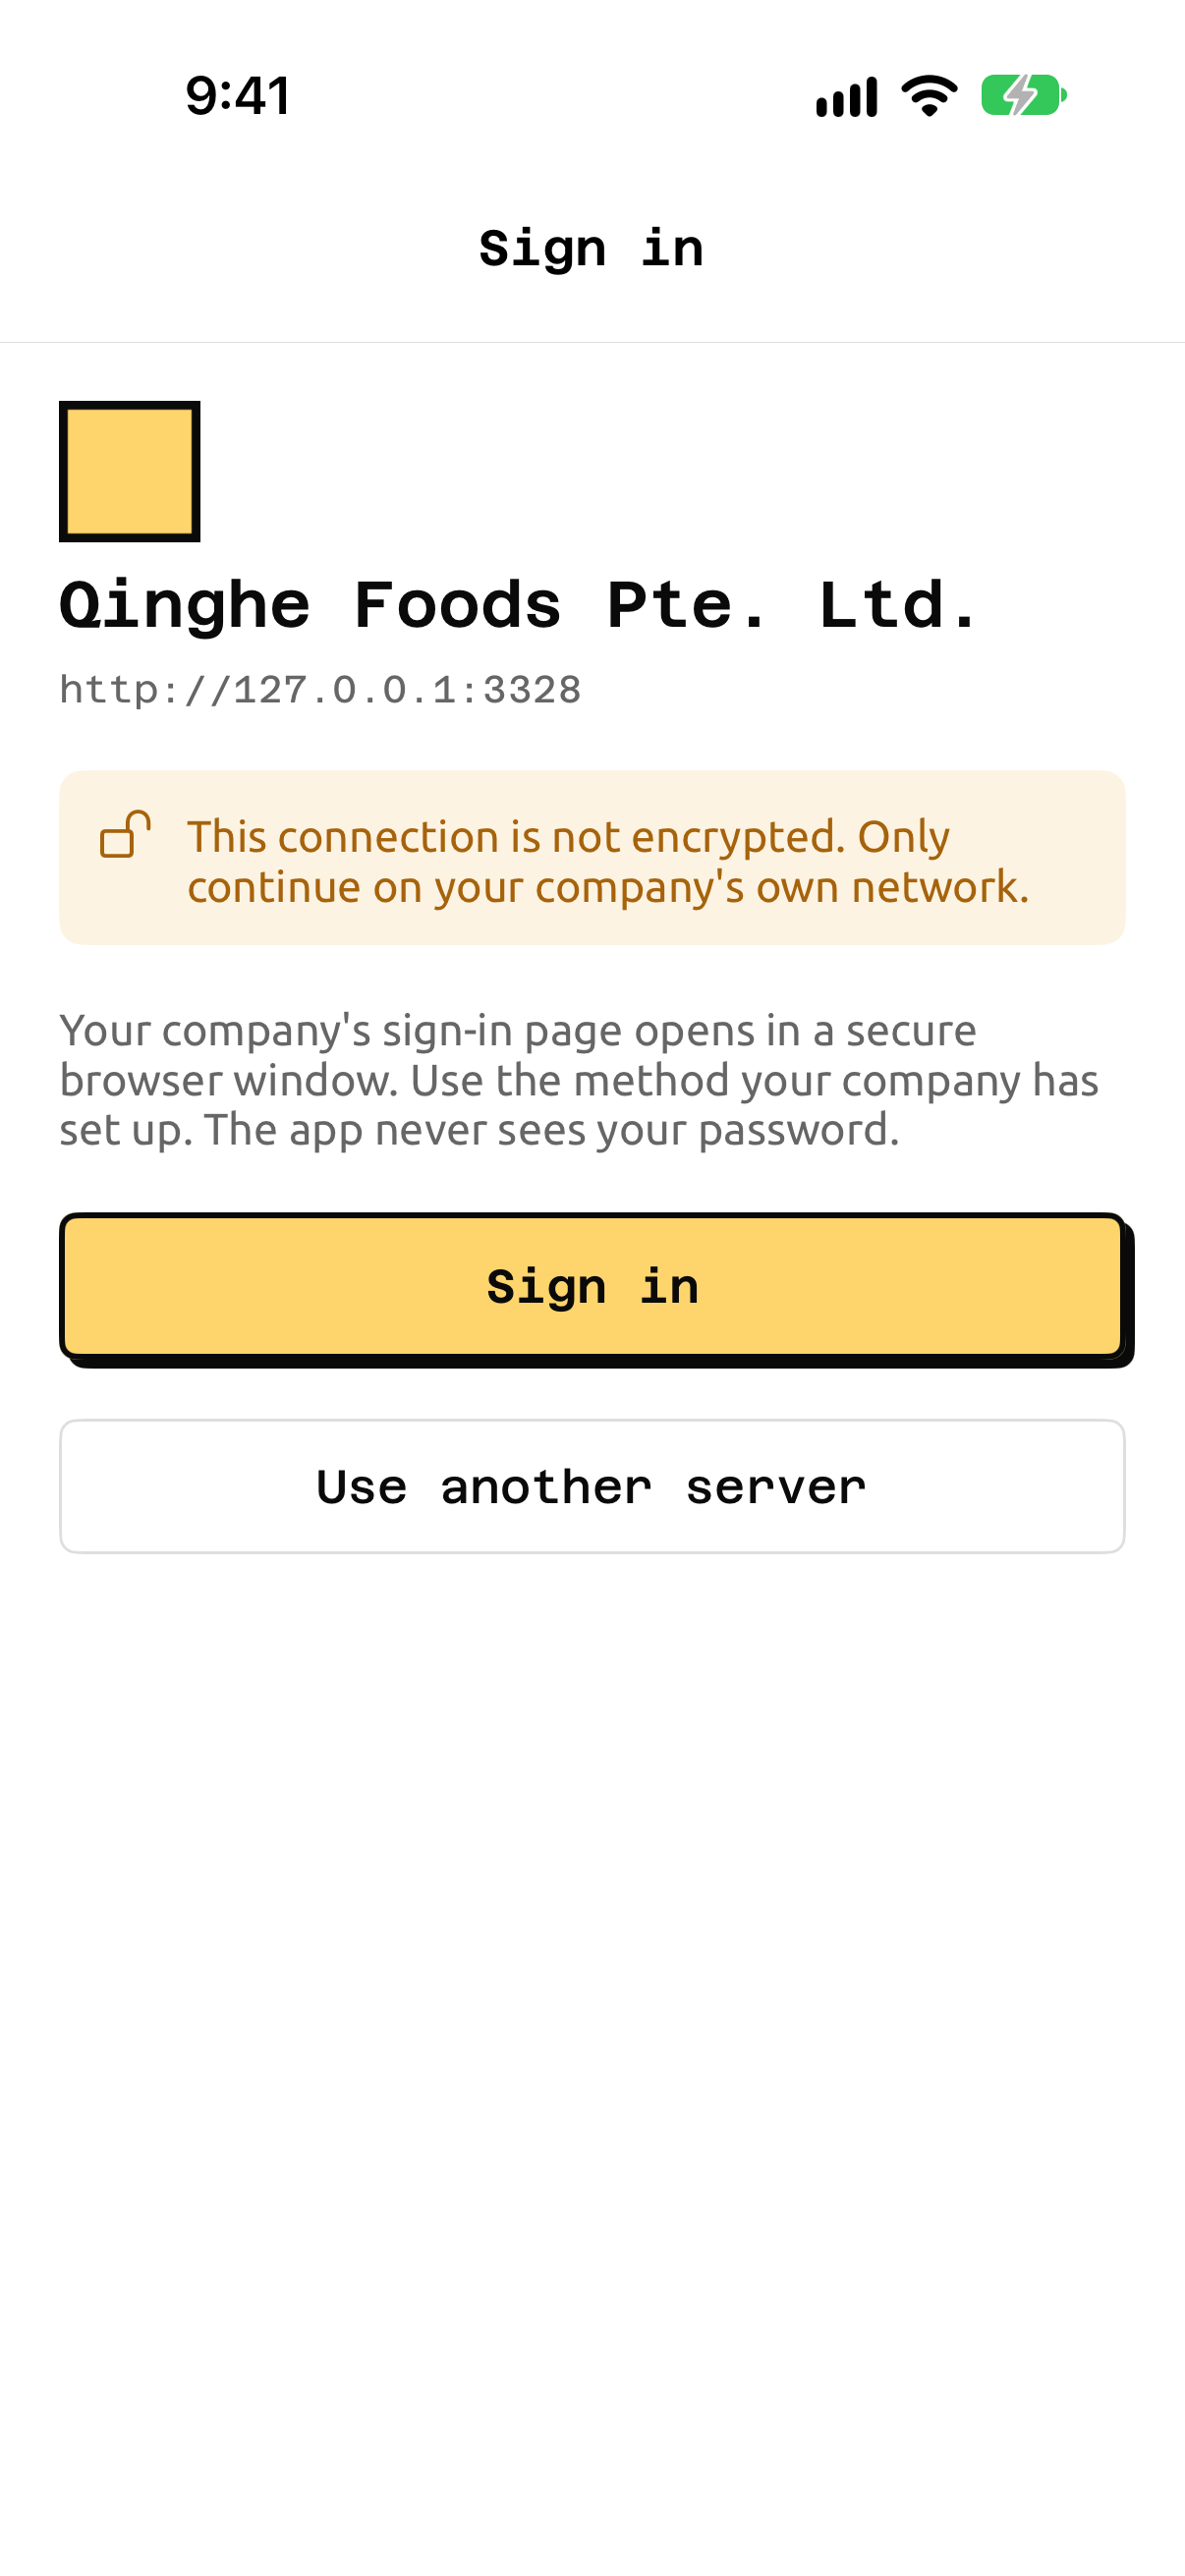 9:41
Sign in
Qinghe Foods Pte. Ltd.
http://127.0.0.1:3328
This connection is not encrypted. Only
continue on your company's own network.
Your company's sign-in page opens in a secure
browser window. Use the method your company has
set up. The app never sees your password.
Sign in
Use another server